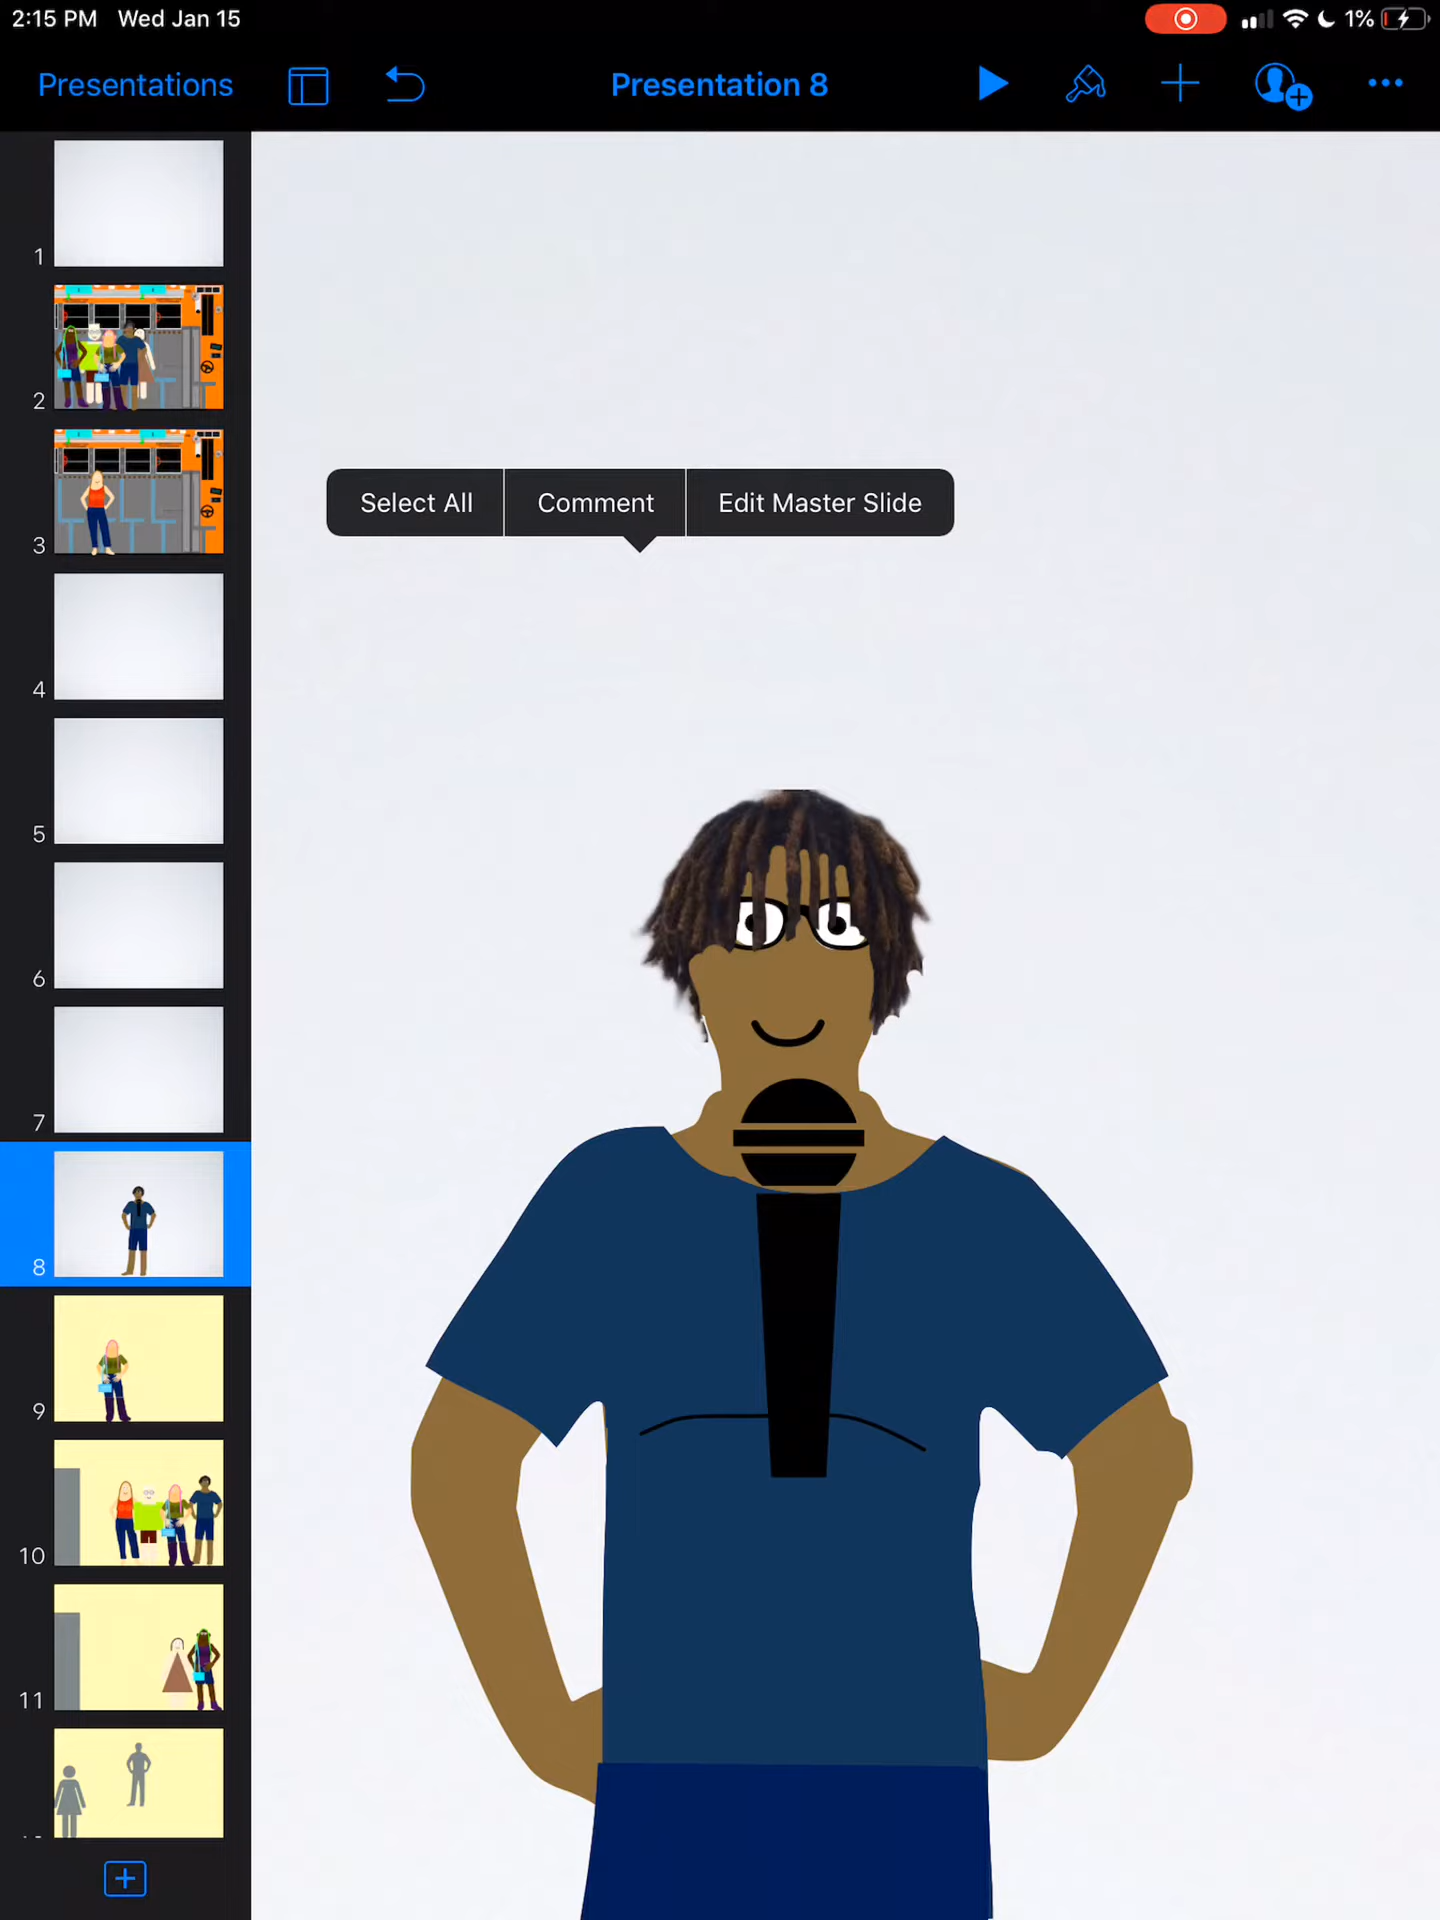 2:15 PM Wed Jan 15
1%
Presentations
Presentation 8
1
2
3
Select All
Comment
Edit Master Slide
4
5
6
7
8
9
10
11